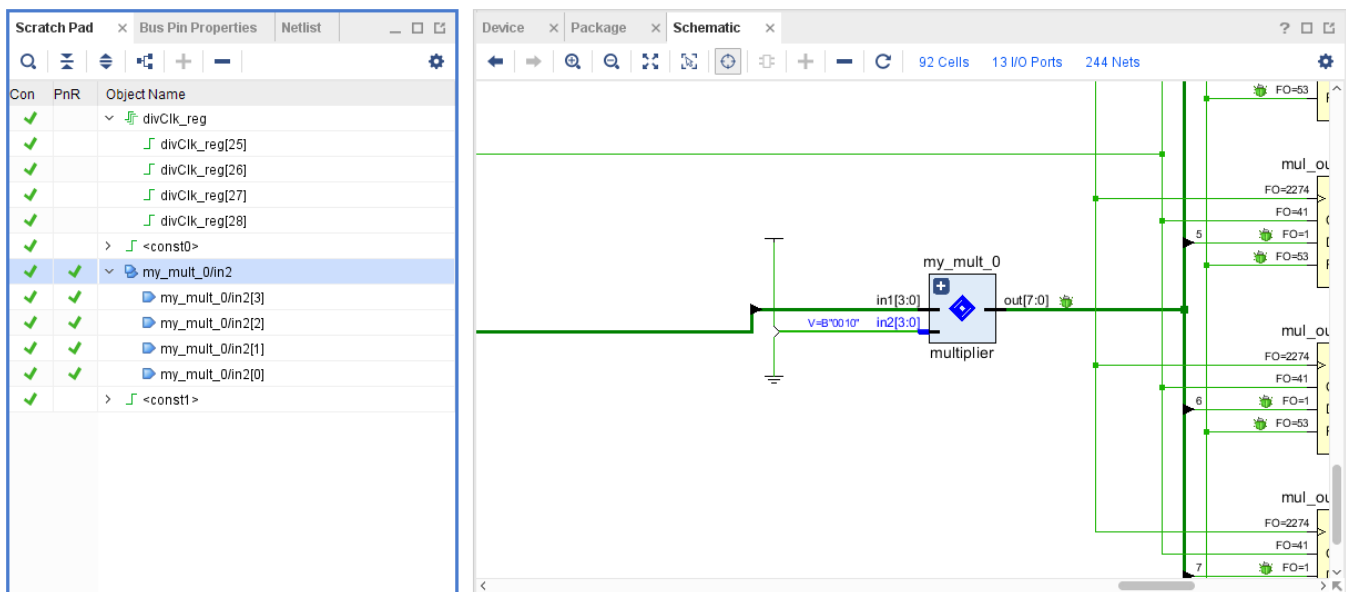 Scratch Pad
Bus Pin Properties
Netlist
Con PnR Object Name
divClk_reg
divClk_reg[25]
divClk_reg[26]
divClk_reg[27]
divClk_reg[28]
<const0>
my_mult_0/in2
my_mult_0/in2[3]
my_mult_0/in2[2]
my_mult_0/in2[1]
my_mult_0/in2[0]
<const1>
Device
Package
Schematic
92 Cells 13 I/O Ports 244 Nets
FO=53
mul_ou
FO=2274
FO=41
5 FO=1
FO=53
my_mult_0
in1[3:0] out[7:0]
V=B"0010" in2[3:0]
multiplier
mul_ou
FO=2274
FO=41
6 FO=1
FO=53
mul_ou
FO=2274
FO=41
7 FO=1